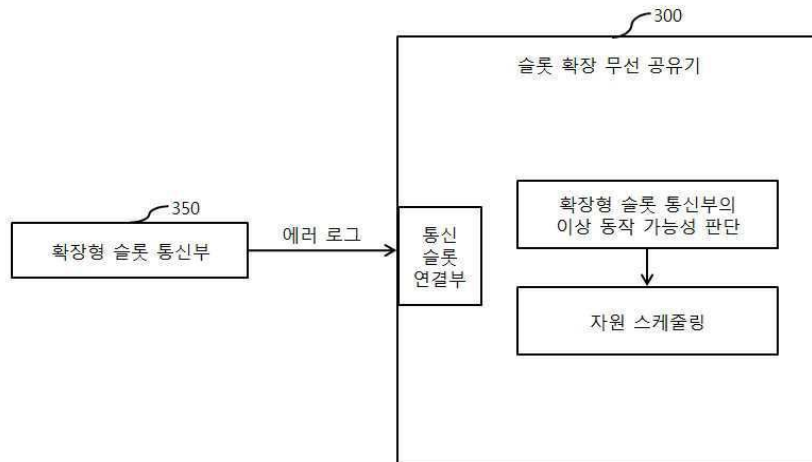 300
슬롯 확장 무선 공유기
350
확장형 슬롯 통신부
에러 로그
통신
슬롯
연결부
확장형 슬롯 통신부의
이상 동작 가능성 판단
자원 스케줄링